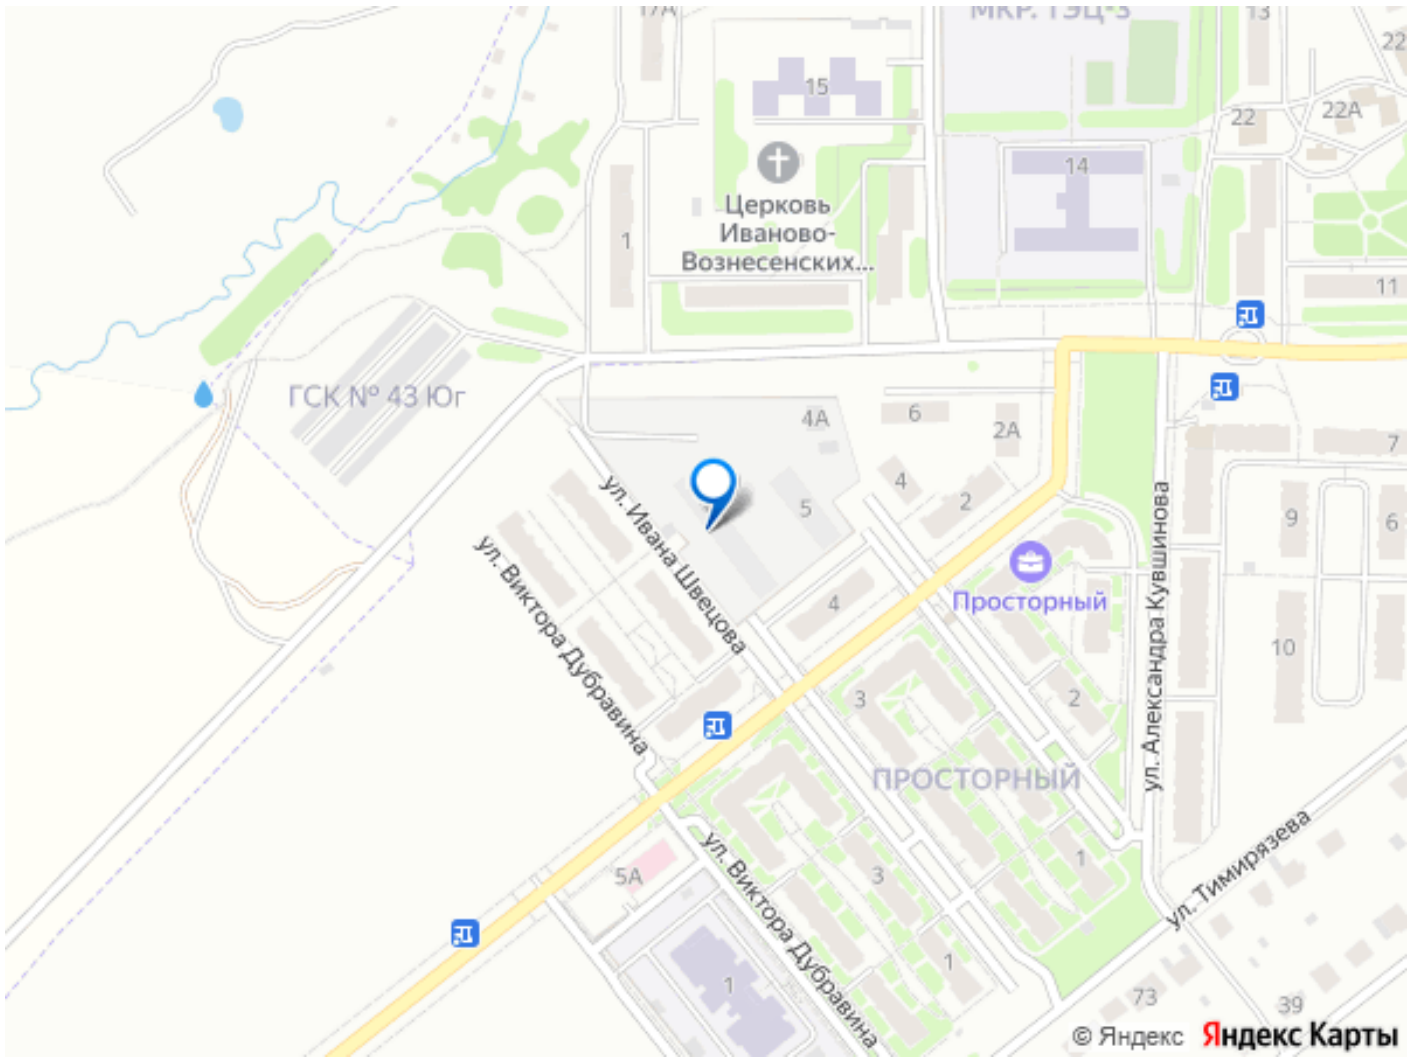 17А
МКР. ТЭЦ-3
13
22
15
22
22А
14
Церковь
Иваново-
Вознесенских...
1
11
ГСК № 43 Юг
4А
6
2А
7
4
2
5
9
6
ул. Ивана Швецова
ул. Виктора Дубравина
ул. Александра Кувшинова
Просторный
4
10
3
2
ПРОСТОРНЫЙ
1
ул. Тимирязева
5А
3
ул. Виктора Дубравина
1
1
73
39
© Яндекс Яндекс Карты